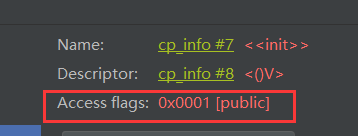 Name: cp_info #7 <<init>>
Descriptor: cp_info #8 <()V>
Access flags: 0x0001 [public]